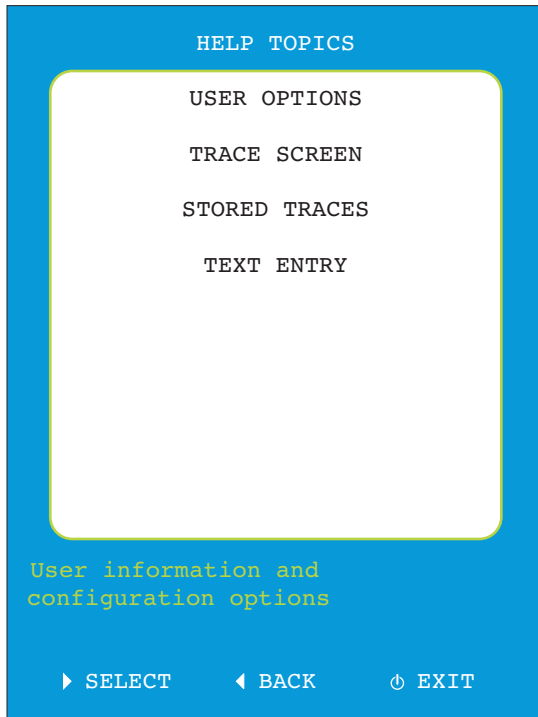 HELP TOPICS
USER OPTIONS
TRACE SCREEN
STORED TRACES
TEXT ENTRY
User information and
configuration options
SELECT BACK EXIT